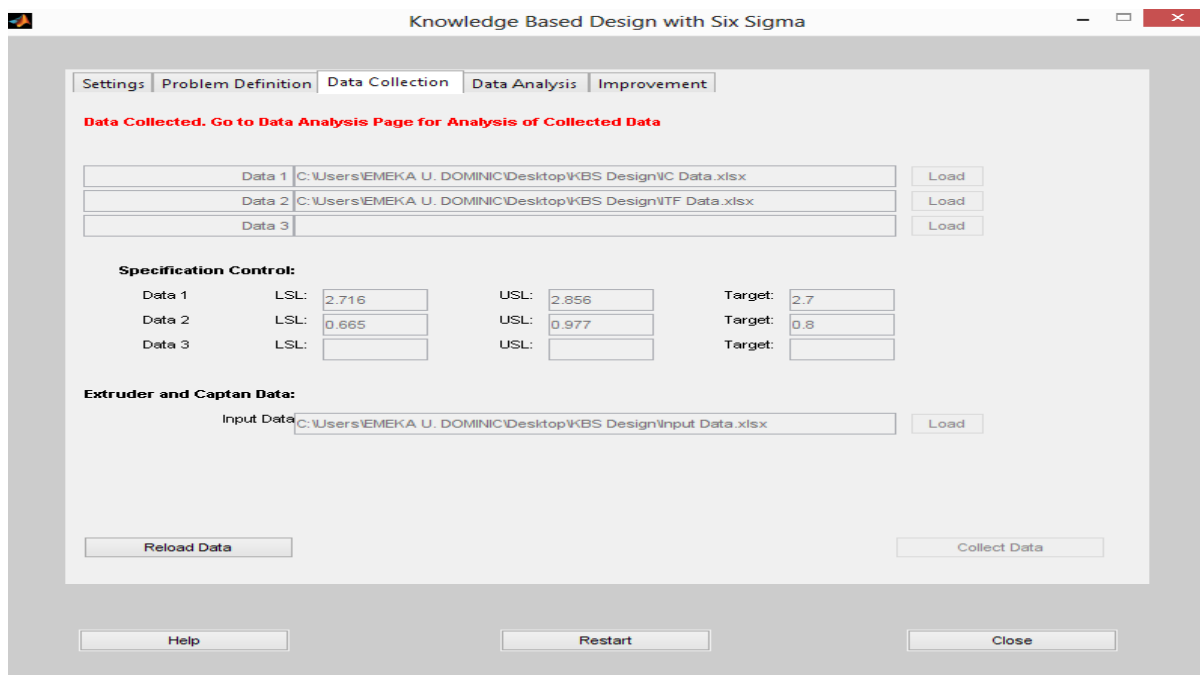 Knowledge Based Design with Six Sigma
Settings Problem Definition Data Collection Data Analysis Improvement
Data Collected. Go to Data Analysis Page for Analysis of Collected Data
Data 1 C:\Users\EMEKA U. DOMINIC\Desktop\KBS Design\IC Data.xlsx Load
Data 2 C:\Users\EMEKA U. DOMINIC\Desktop\KBS Design\ITF Data.xlsx Load
Data 3 Load
Specification Control:
Data 1 LSL: 2.716 USL: 2.856 Target: 2.7
Data 2 LSL: 0.665 USL: 0.977 Target: 0.8
Data 3 LSL: USL: Target:
Extruder and Captan Data:
Input Data C:\Users\EMEKA U. DOMINIC\Desktop\KBS Design\Input Data.xlsx Load
Reload Data Collect Data
Help Restart Close